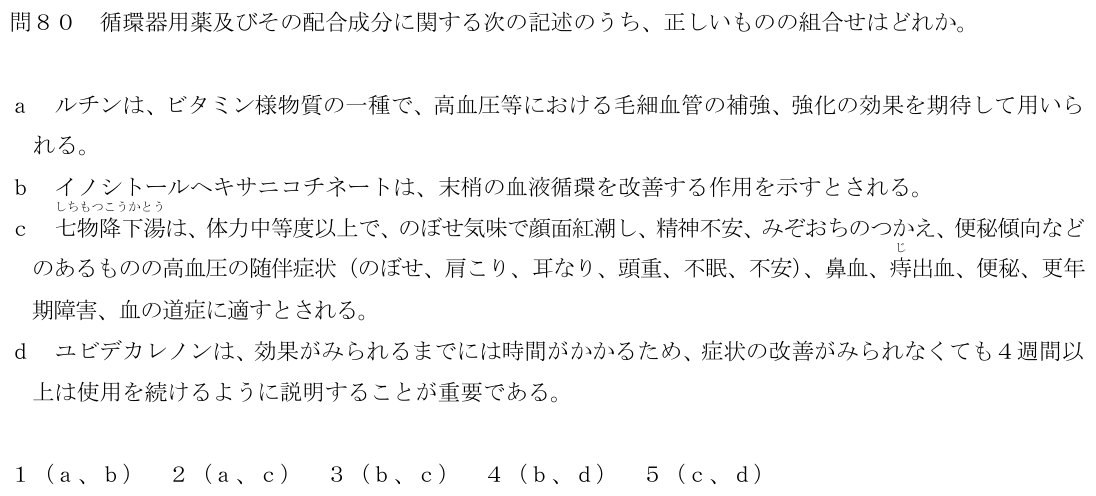 問８０　循環器用薬及びその配合成分に関する次の記述のうち、正しいものの組合せはどれか。
ａ　ルチンは、ビタミン様物質の一種で、高血圧等における毛細血管の補強、強化の効果を期待して用いら
れる。
ｂ　イノシトールヘキサニコチネートは、末梢の血液循環を改善する作用を示すとされる。
しちもつこうかとう
ｃ　七物降下湯は、体力中等度以上で、のぼせ気味で顔面紅潮し、精神不安、みぞおちのつかえ、便秘傾向など
じ
のあるものの高血圧の随伴症状（のぼせ、肩こり、耳なり、頭重、不眠、不安）、鼻血、痔出血、便秘、更年
期障害、血の道症に適すとされる。
ｄ　ユビデカレノンは、効果がみられるまでには時間がかかるため、症状の改善がみられなくても４週間以
上は使用を続けるように説明することが重要である。
１（ａ、ｂ）　２（ａ、ｃ）　３（ｂ、ｃ）　４（ｂ、ｄ）　５（ｃ、ｄ）